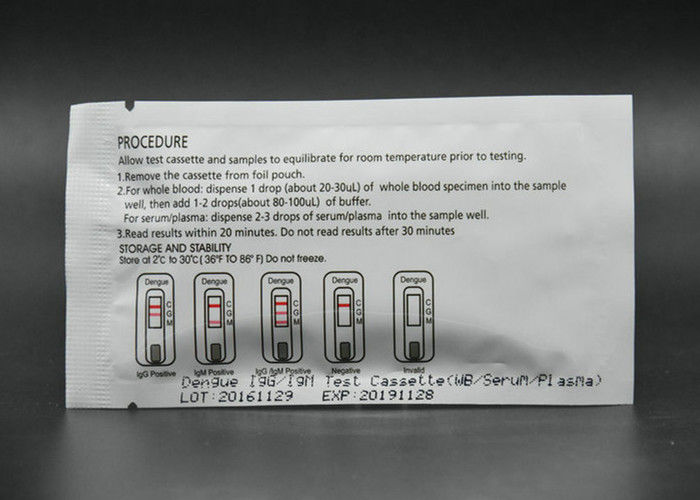 PROCEDURE
Allow test cassette and samples to equilibrate for room temperature prior to testing.
1.Remove the cassette from foil pouch.
2.For whole blood: dispense 1 drop (about 20-30uL) of whole blood specimen into the sample
well, then add 1-2 drops(about 80-100uL) of buffer.
For serum/plasma: dispense 2-3 drops of serum/plasma into the sample well.
3.Read results within 20 minutes. Do not read results after 30 minutes
STORAGE AND STABILITY
Store at 2°C to 30°C ( 36°F TO 86° F) Do not freeze.
Dengue Dengue Dengue Dengue Dengue
C C C C C
G G G G G
M M M M M
IgG Positive IgM Positive IgG /IgM Positive Negative Invalid
Dengue IgG/IgM Test Cassette(WB/Serum/Plasma)
LOT:20161129 EXP:20191128